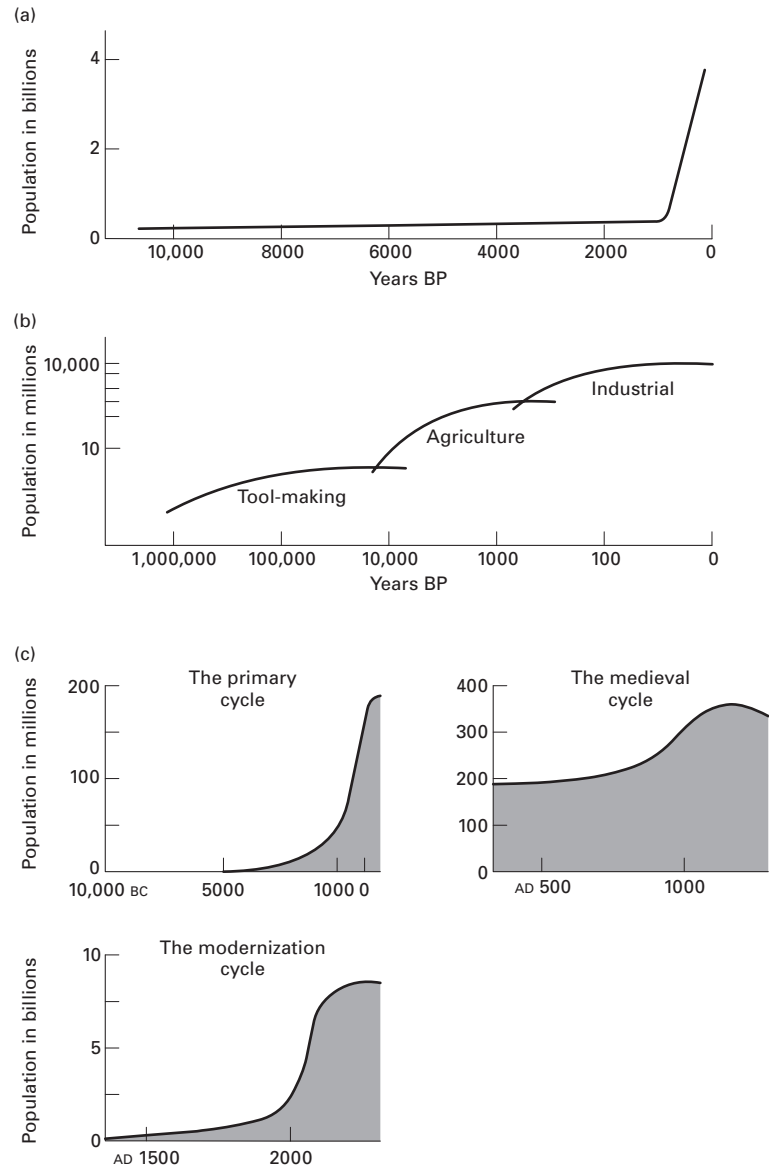 (a)
Population in billions
4
2
0
10,000 8000 6000 4000 2000 0
Years BP
(b)
Population in millions
10,000
10
Industrial
Agriculture
Tool-making
1,000,000 100,000 10,000 1000 100 0
Years BP
(c)
Population in millions
The primary
cycle
200
100
0
10,000 BC 5000 1000 0
The medieval
cycle
400
300
200
100
0
AD 500 1000
The modernization
cycle
Population in billions
10
5
0
AD 1500 2000